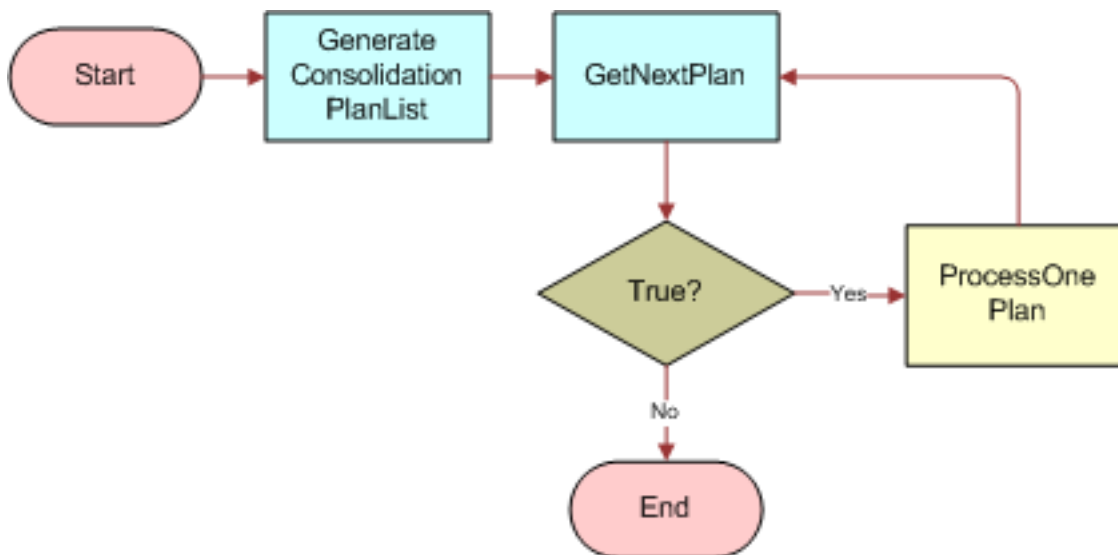 Start
Generate
Consolidation
PlanList
GetNextPlan
True?
Yes
ProcessOne
Plan
No
End